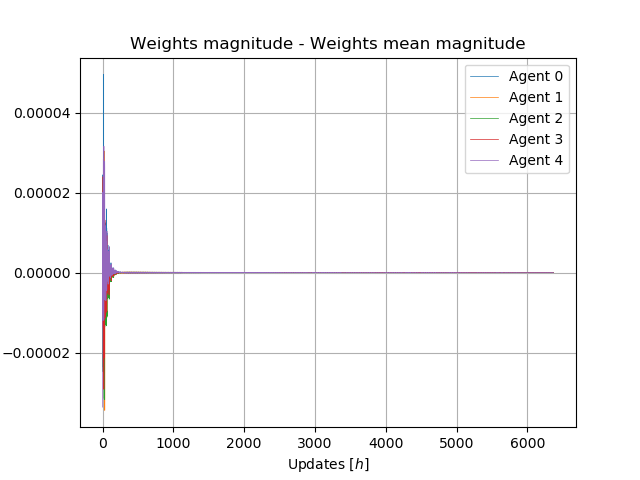 Weights magnitude - Weights mean magnitude
Agent 0
Agent 1
Agent 2
Agent 3
Agent 4
0.00004
0.00002
0.00000
−0.00002
0 1000 2000 3000 4000 5000 6000
Updates [h]